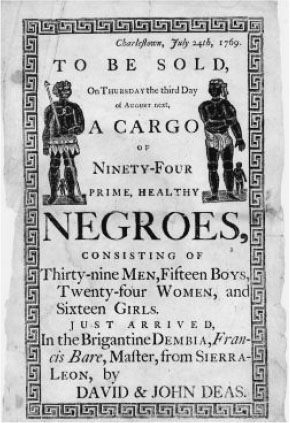 Charlestown, July 24th, 1769.
TO BE SOLD,
On THURSDAY the third Day
of AUGUST next,
A CARGO
OF
NINETY-FOUR
PRIME, HEALTHY
NEGROES,
CONSISTING OF
Thirty-nine MEN, Fifteen BOYS,
Twenty-four WOMEN, and
Sixteen GIRLS.
JUST ARRIVED,
In the Brigantine DEMBIA, Fran-
cis Bare, Master, from SIERRA-
LEON, by
DAVID & JOHN DEAS.